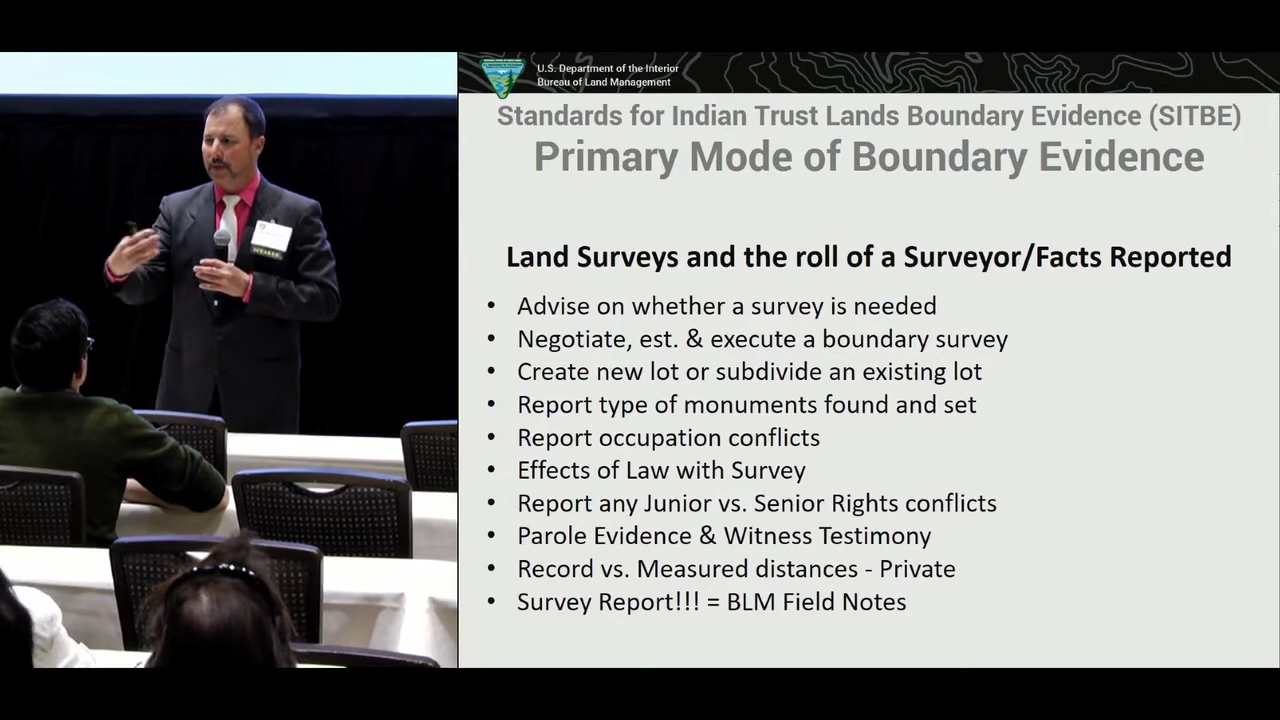 U.S. Department of the Interior
Bureau of Land Management
Standards for Indian Trust Lands Boundary Evidence (SITBE)
Primary Mode of Boundary Evidence
Land Surveys and the roll of a Surveyor/Facts Reported
• Advise on whether a survey is needed
• Negotiate, est. & execute a boundary survey
• Create new lot or subdivide an existing lot
• Report type of monuments found and set
• Report occupation conflicts
• Effects of Law with Survey
• Report any Junior vs. Senior Rights conflicts
• Parole Evidence & Witness Testimony
• Record vs. Measured distances - Private
• Survey Report!!! = BLM Field Notes
SPEAKER